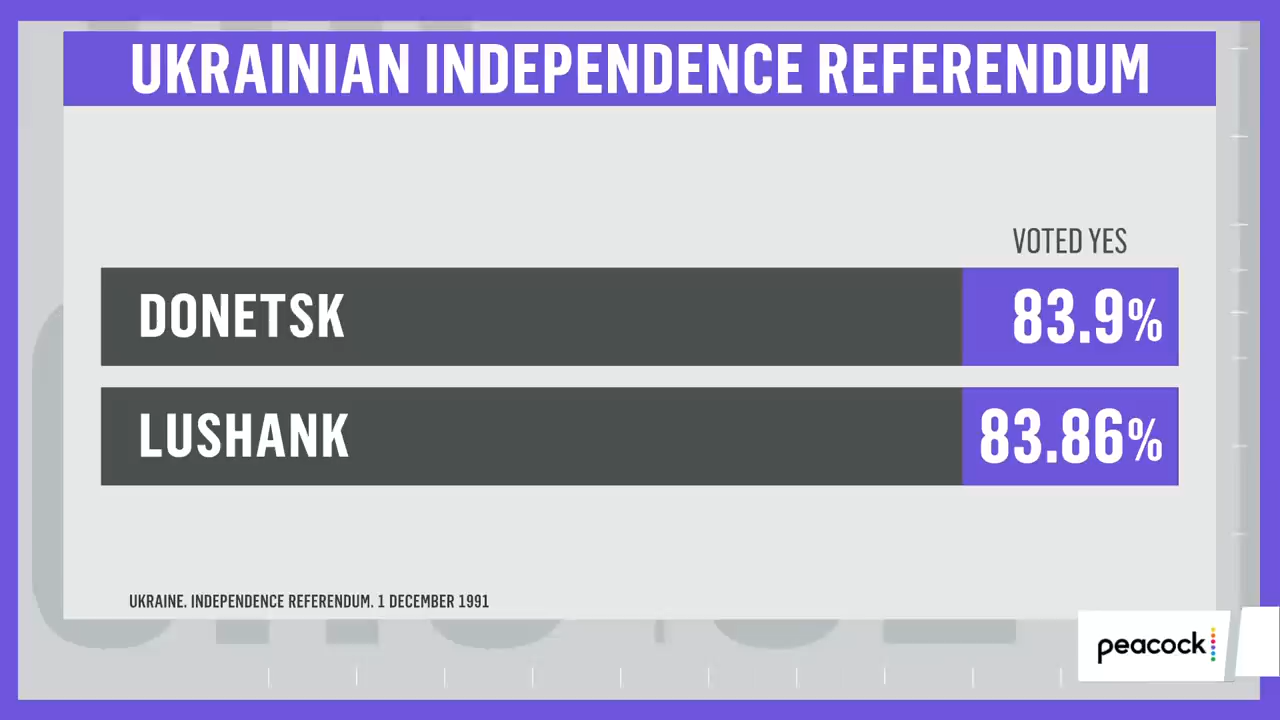 UKRAINIAN INDEPENDENCE REFERENDUM
VOTED YES
DONETSK 83.9%
LUSHANK 83.86%
UKRAINE. INDEPENDENCE REFERENDUM. 1 DECEMBER 1991
peacock